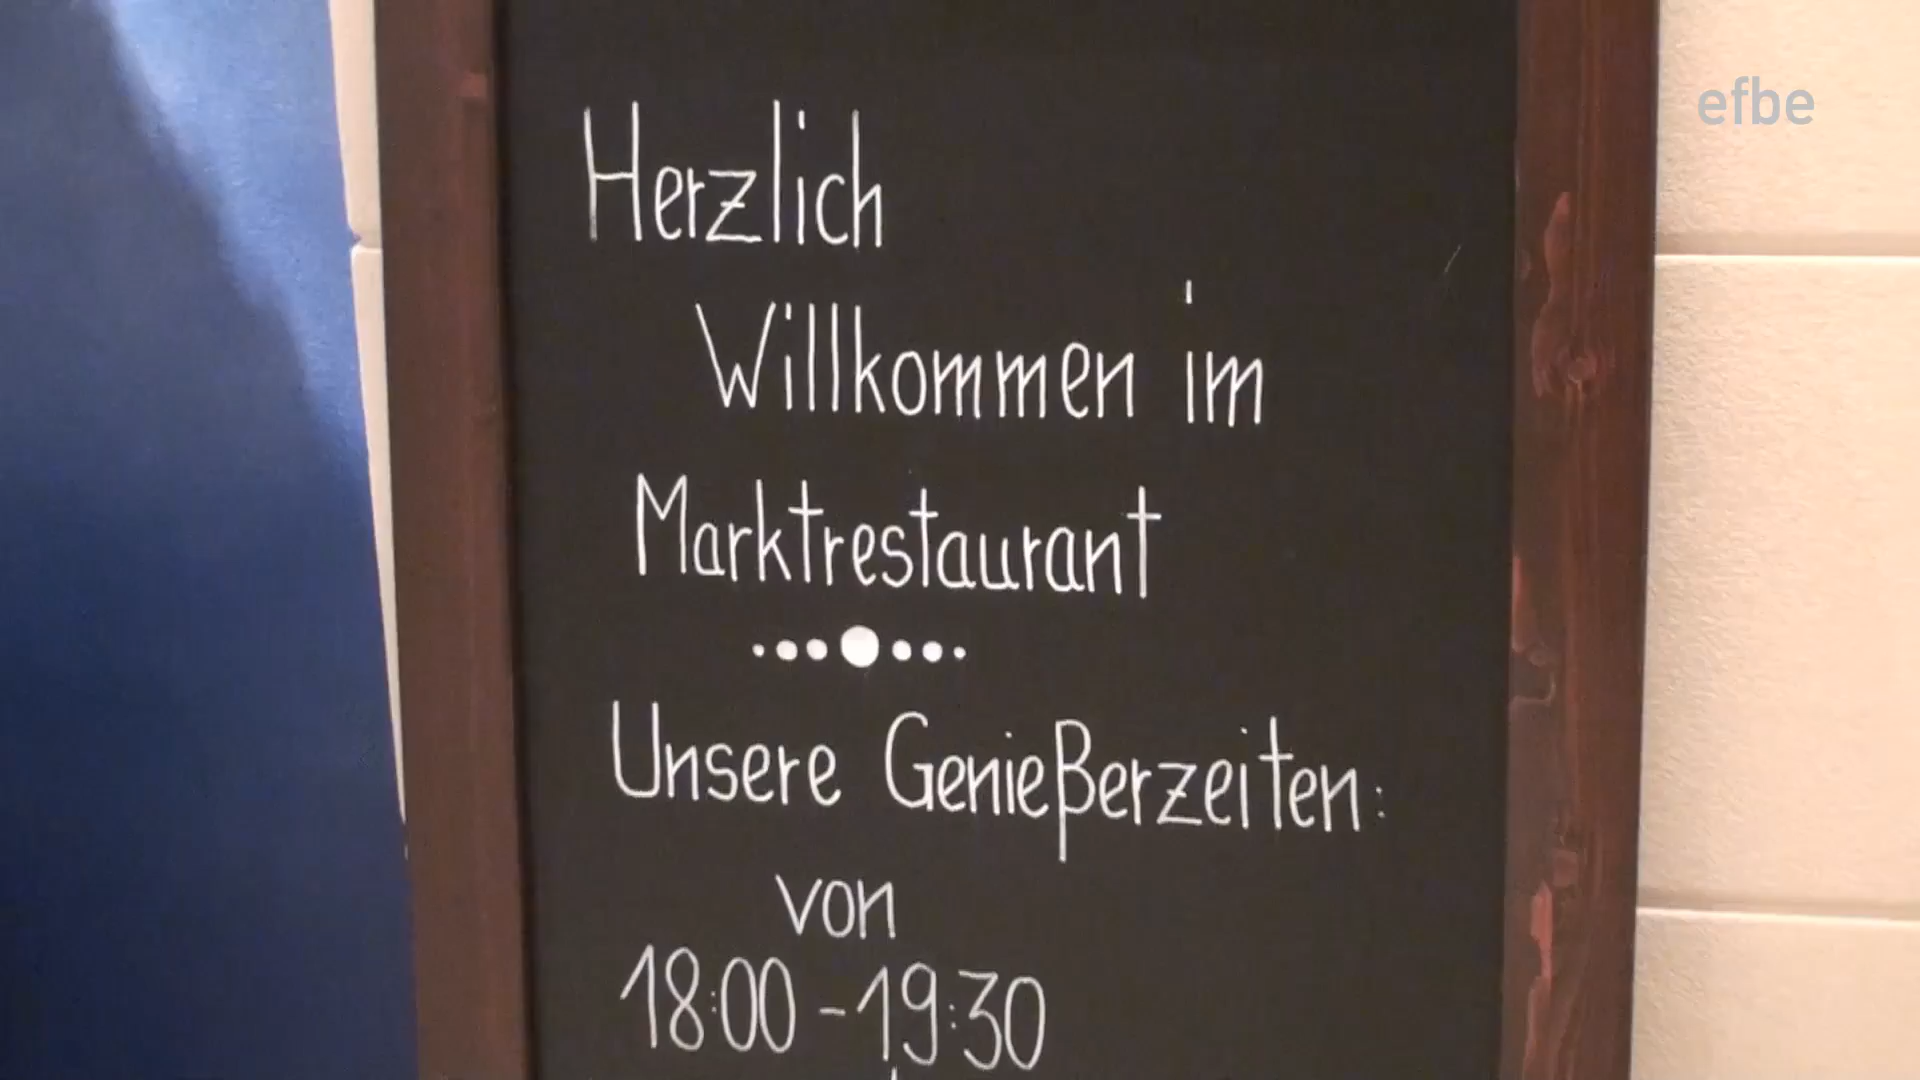 efbe
Herzlich
Willkommen im
Marktrestaurant
Unsere Genießerzeiten:
von
18:00-19:30